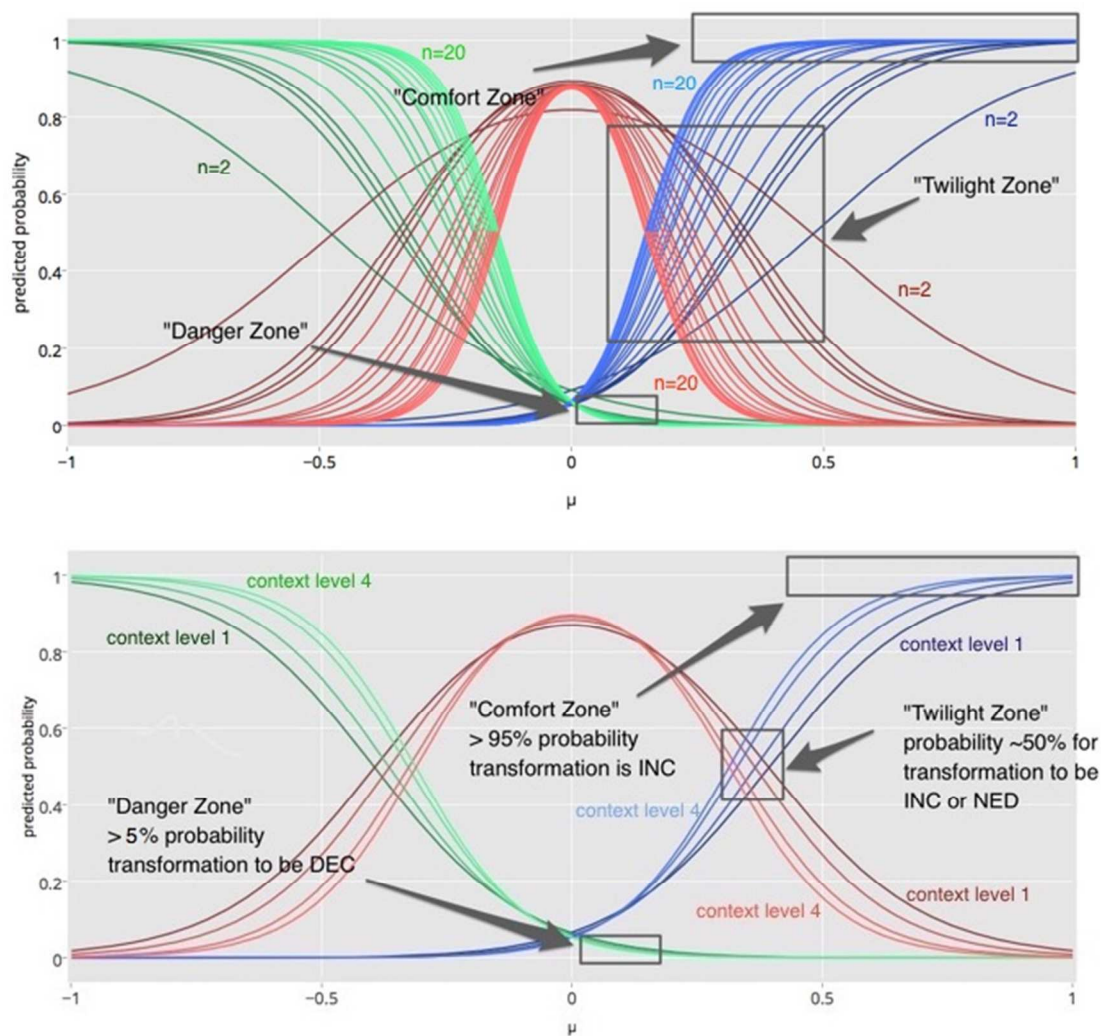 1
n=20
"Comfort Zone"
n=20
0.8
n=2
n=2
0.6
"Twilight Zone"
predicted probability
0.4
n=2
"Danger Zone"
0.2
n=20
0
−1
−0.5
0
0.5
1
μ
1
context level 4
context level 1
context level 1
0.8
"Comfort Zone"
> 95% probability
transformation is INC
"Twilight Zone"
probability ~50% for
transformation to be
INC or NED
0.6
predicted probability
0.4
context level 4
"Danger Zone"
> 5% probability
transformation to be DEC
0.2
context level 4
context level 1
0
−1
−0.5
0
0.5
1
μ